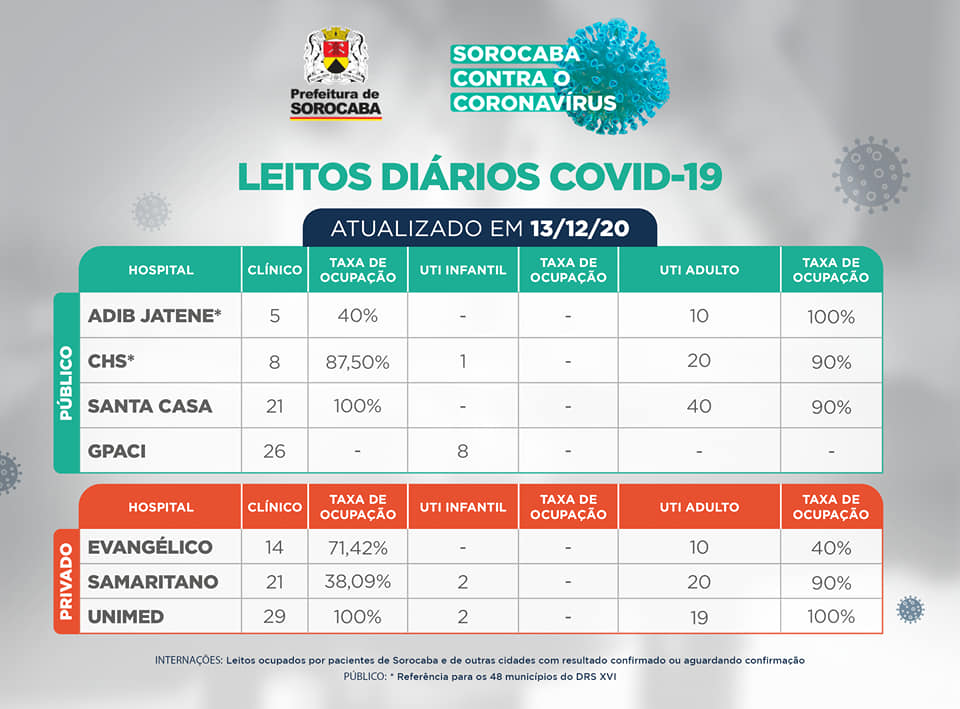 Prefeitura de
SOROCABA
SOROCABA
CONTRA O
CORONAVÍRUS
LEITOS DIÁRIOS COVID-19
ATUALIZADO EM 13/12/20
HOSPITAL CLÍNICO TAXA DE OCUPAÇÃO UTI INFANTIL TAXA DE OCUPAÇÃO UTI ADULTO TAXA DE OCUPAÇÃO
PÚBLICO
ADIB JATENE* 5 40% - - 10 100%
CHS* 8 87,50% 1 - 20 90%
SANTA CASA 21 100% - - 40 90%
GPACI 26 - 8 - - -
HOSPITAL CLÍNICO TAXA DE OCUPAÇÃO UTI INFANTIL TAXA DE OCUPAÇÃO UTI ADULTO TAXA DE OCUPAÇÃO
PRIVADO
EVANGÉLICO 14 71,42% - - 10 40%
SAMARITANO 21 38,09% 2 - 20 90%
UNIMED 29 100% 2 - 19 100%
INTERNAÇÕES: Leitos ocupados por pacientes de Sorocaba e de outras cidades com resultado confirmado ou aguardando confirmação
PÚBLICO: * Referência para os 48 municípios do DRS XVI